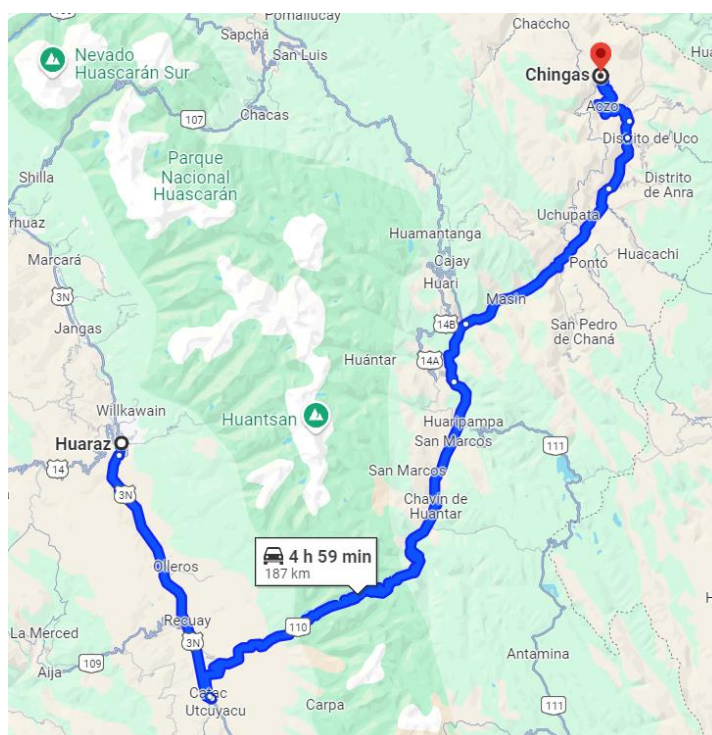 Pomallucay
Chaccho
Sapchá
San Luis
Nevado
Huascarán Sur
Chingas
Aczo
107
Chacas
Distrito de Uco
Parque
Nacional
Huascarán
Shilla
Distrito
de Anra
Uchupata
rhuaz
Huamantanga
Marcará
Cajay
Huacachi
Pontó
Huari
3N
Masin
14B
San Pedro
de Chaná
Jangas
Huántar
14A
Willkawain
Huantsan
Huaripampa
San Marcos
Huaraz
111
14
San Marcos
3N
Chavin de
Huantar
4 h 59 min
187 km
Olleros
Recuay
110
La Merced
3N
Antamina
109
Aija
Catac
Utcuyacu
Carpa
111